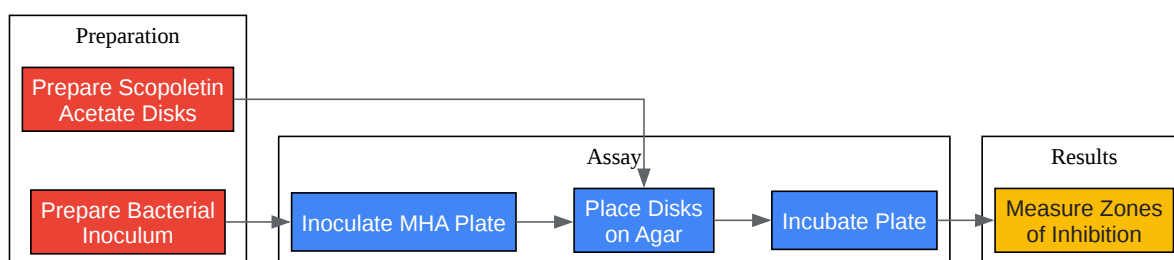 Preparation
Prepare Scopoletin
Acetate Disks
Prepare Bacterial
Inoculum
Assay
Inoculate MHA Plate
Place Disks
on Agar
Incubate Plate
Results
Measure Zones
of Inhibition